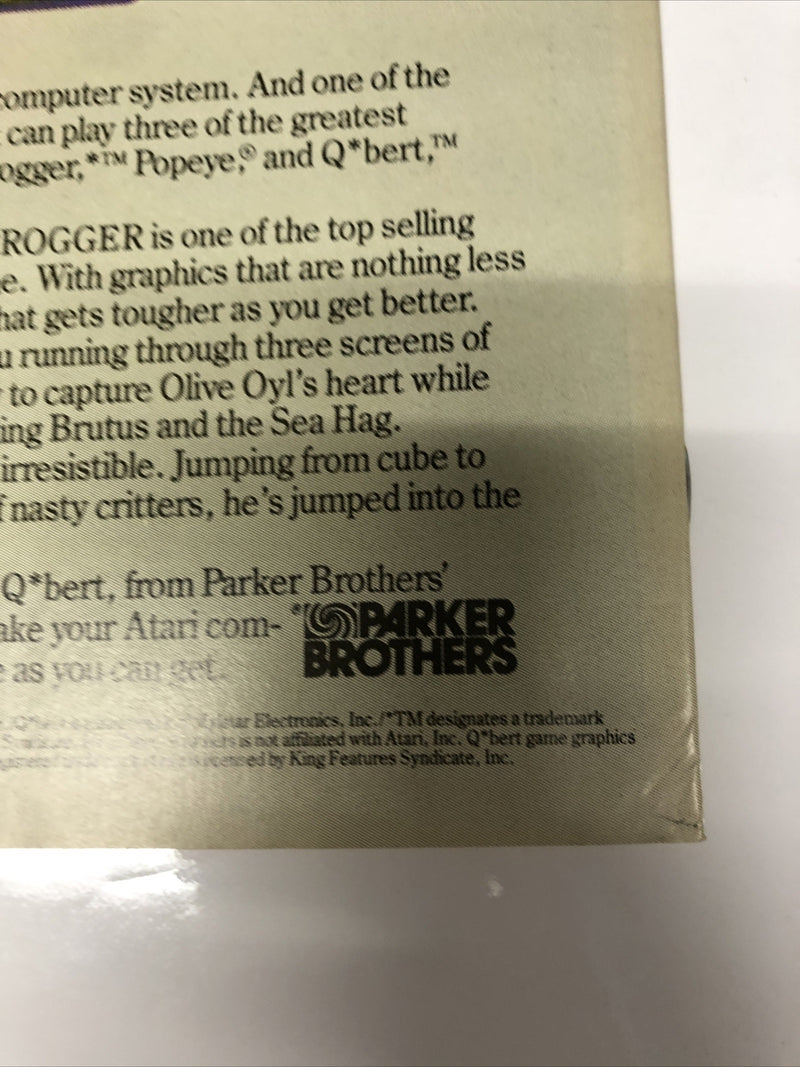 computer system. And one of the
can play three of the greatest
ogger,*™ Popeye,® and Q*bert,™
ROGGER is one of the top selling
e. With graphics that are nothing less
hat gets tougher as you get better.
u running through three screens of
to capture Olive Oyl's heart while
ing Brutus and the Sea Hag.
irresistible. Jumping from cube to
f nasty critters, he's jumped into the
Q*bert, from Parker Brothers'
ake your Atari com-
as you can get.
PARKER
BROTHERS
Electronics, Inc./*TM designates a trademark
is not affiliated with Atari, Inc. Q*bert game graphics
by King Features Syndicate, Inc.